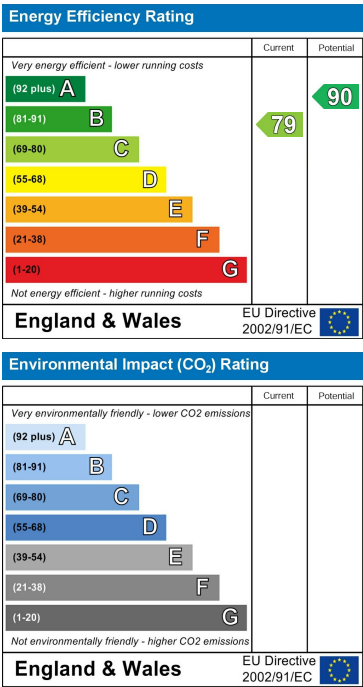 Energy Efficiency Rating
Current Potential
Very energy efficient - lower running costs
(92 plus) A
(81-91) B
(69-80) C
(55-68) D
(39-54) E
(21-38) F
(1-20) G
79
90
Not energy efficient - higher running costs
England & Wales
EU Directive
2002/91/EC
Environmental Impact (CO₂) Rating
Current Potential
Very environmentally friendly - lower CO2 emissions
(92 plus) A
(81-91) B
(69-80) C
(55-68) D
(39-54) E
(21-38) F
(1-20) G
Not environmentally friendly - higher CO2 emissions
England & Wales
EU Directive
2002/91/EC